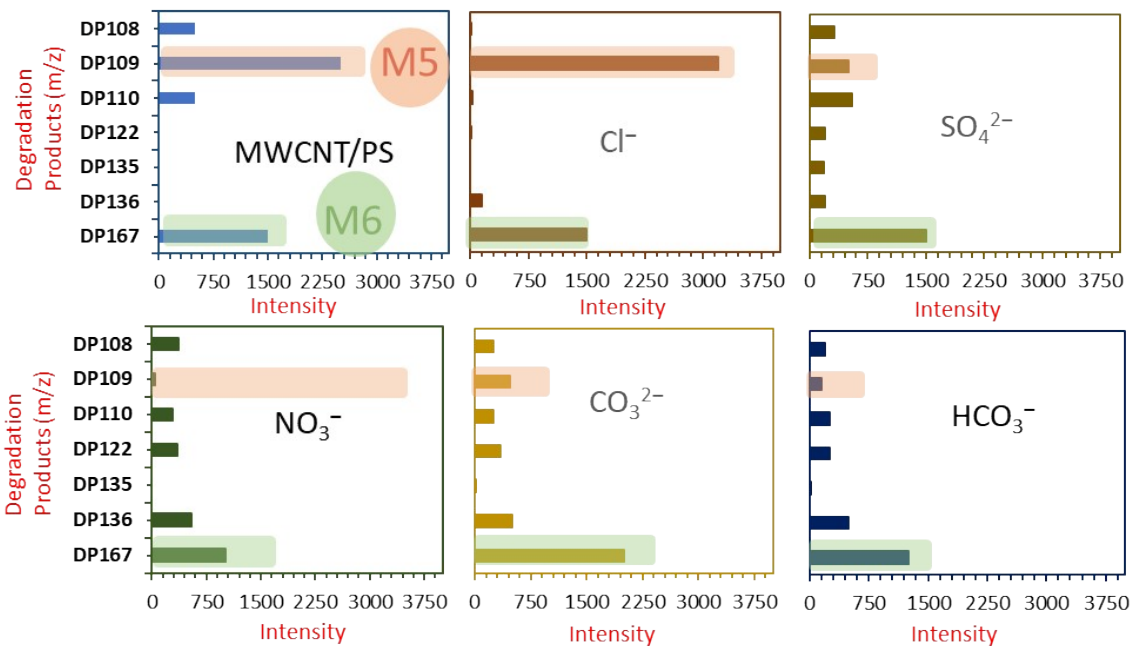 Degradation
Products (m/z)
DP108
DP109
DP110
DP122
DP135
DP136
DP167
M5
MWCNT/PS
M6
0 750 1500 2250 3000 3750
Intensity
Cl⁻
0 750 1500 2250 3000 3750
Intensity
SO₄²⁻
0 750 1500 2250 3000 3750
Intensity
Degradation
Products (m/z)
DP108
DP109
DP110
DP122
DP135
DP136
DP167
NO₃⁻
0 750 1500 2250 3000 3750
Intensity
CO₃²⁻
0 750 1500 2250 3000 3750
Intensity
HCO₃⁻
0 750 1500 2250 3000 3750
Intensity